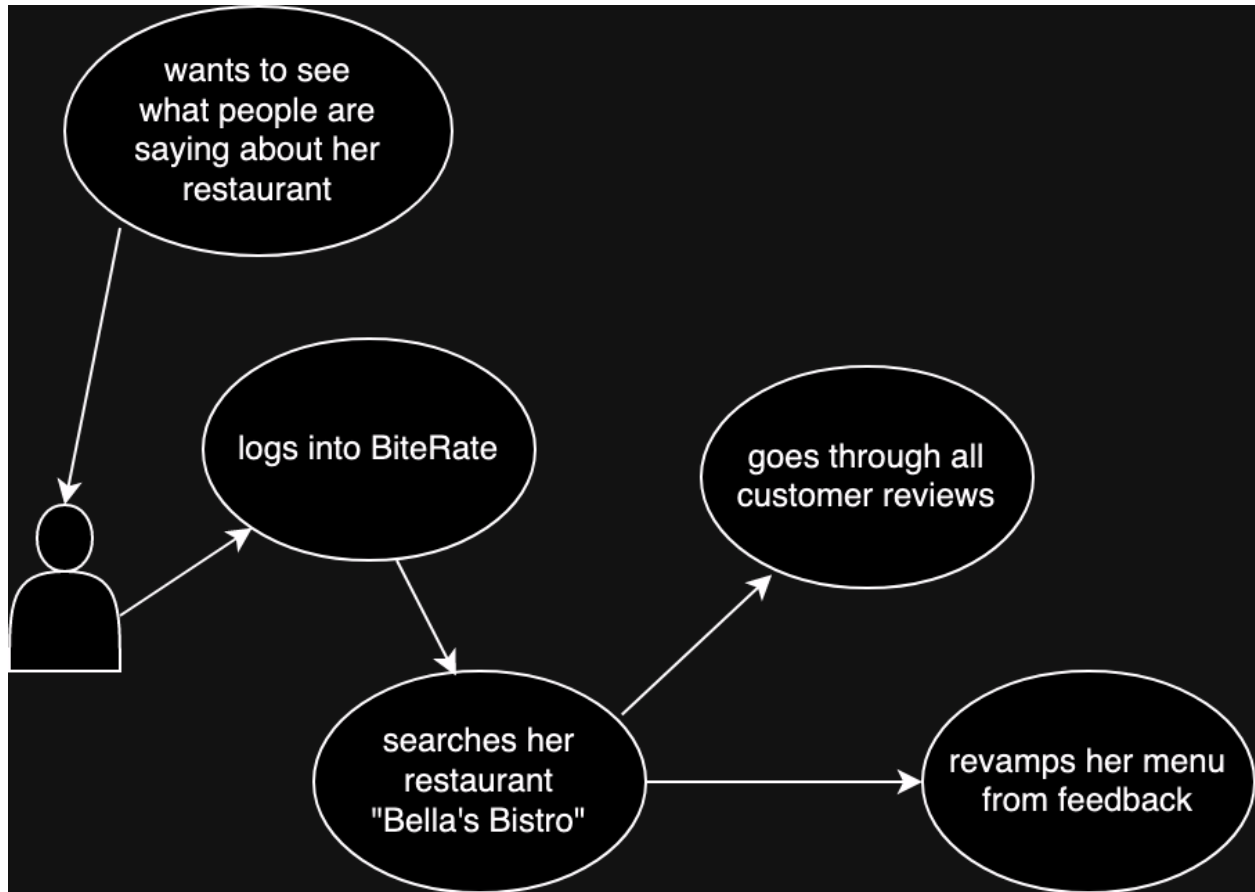 wants to see
what people are
saying about her
restaurant
logs into BiteRate
goes through all
customer reviews
searches her
restaurant
"Bella's Bistro"
revamps her menu
from feedback